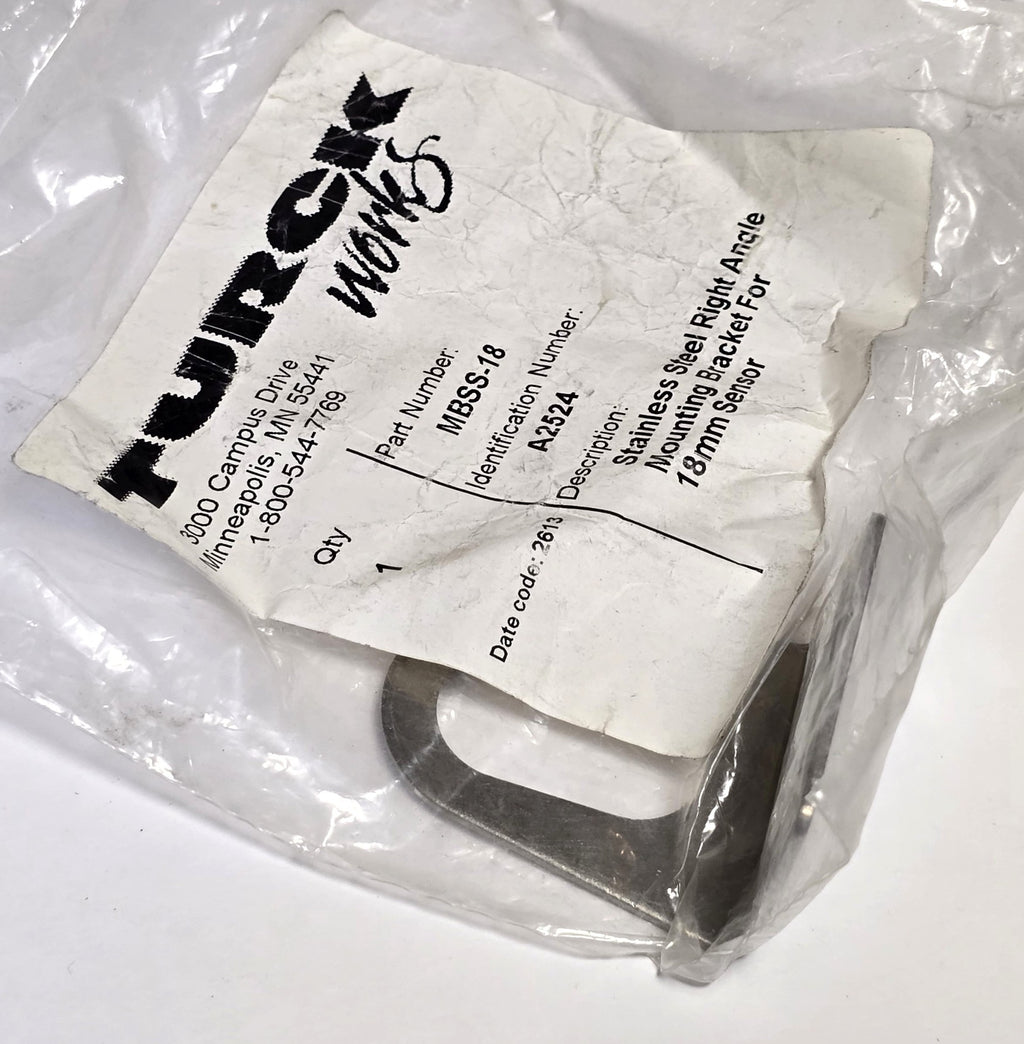 TURCK
works
3000 Campus Drive
Minneapolis, MN 55441
1-800-544-7769
Qty
1
Part Number:
MBSS-18
Identification Number:
A2524
Date code: 2613
Description:
Stainless Steel Right Angle
Mounting Bracket For
18mm Sensor